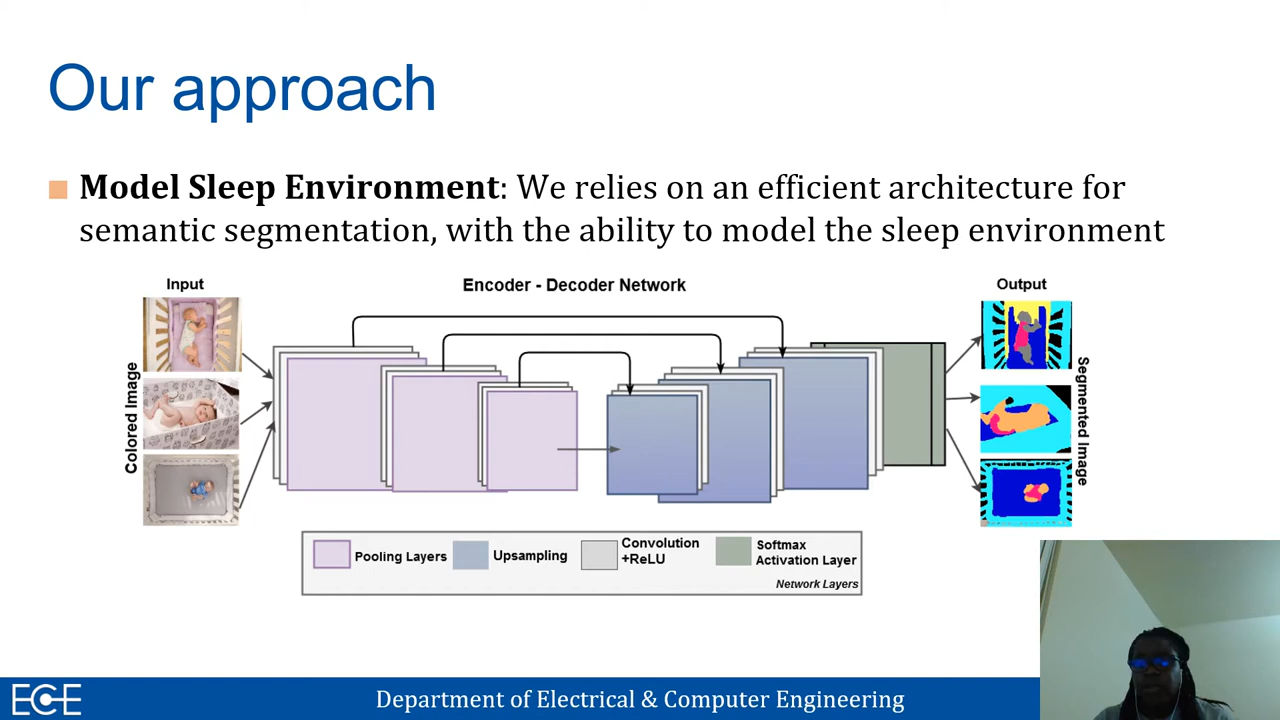 Our approach
Model Sleep Environment: We relies on an efficient architecture for
semantic segmentation, with the ability to model the sleep environment
Input
Encoder - Decoder Network
Output
Colored Image
Segmented Image
Pooling Layers
Upsampling
Convolution
+ReLU
Softmax
Activation Layer
Network Layers
ECE
Department of Electrical & Computer Engineering